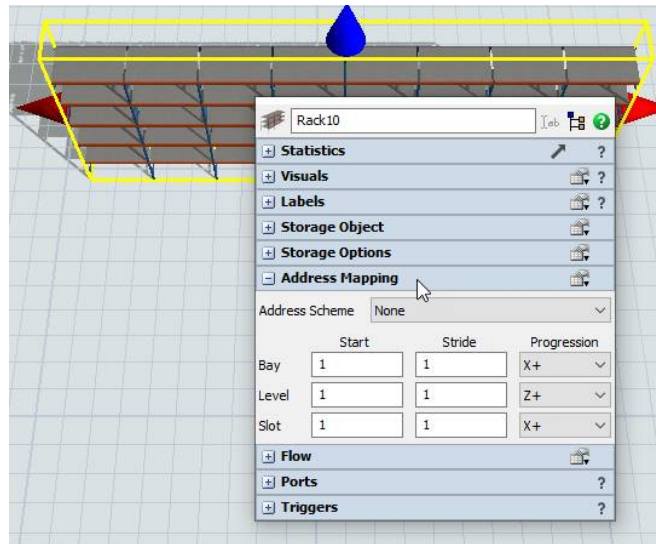 Rack10
Statistics ?
Visuals ?
Labels ?
Storage Object
Storage Options
Address Mapping
Address Scheme None
Start Stride Progression
Bay 1 1 X+
Level 1 1 Z+
Slot 1 1 X+
Flow
Ports ?
Triggers ?